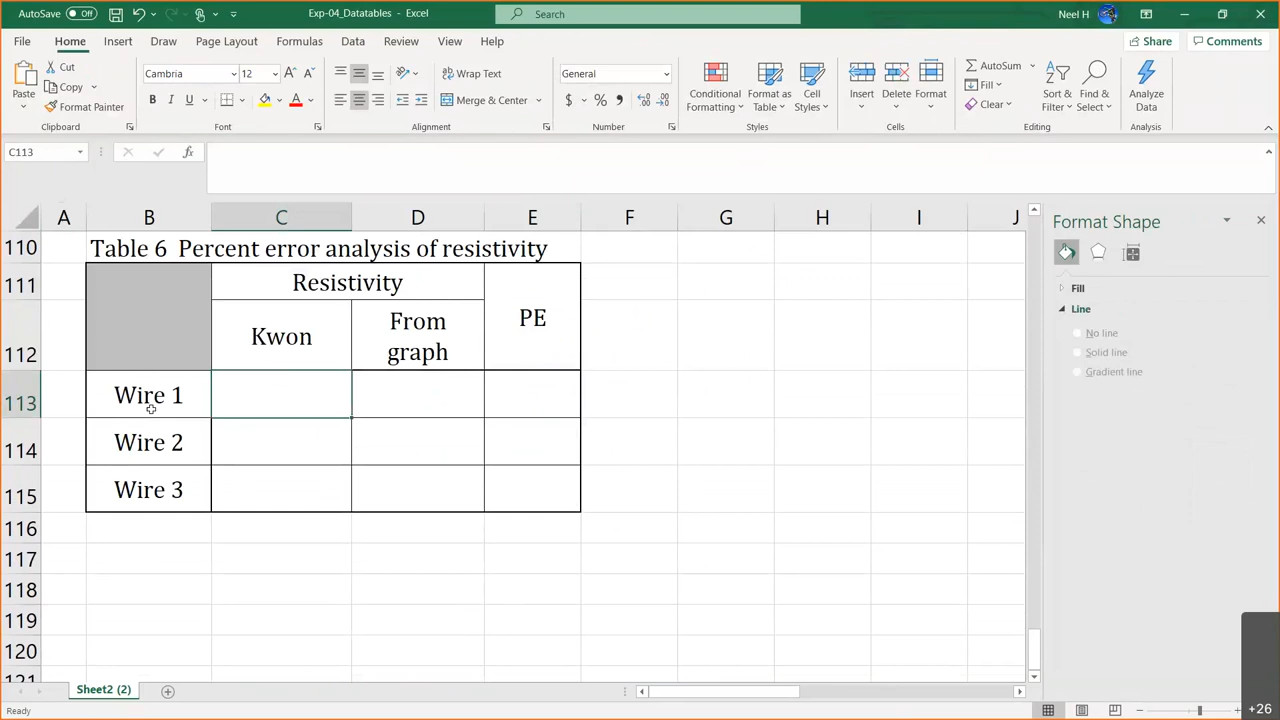 AutoSave Off Exp-04_Datatables - Excel Search Neel H
File Home Insert Draw Page Layout Formulas Data Review View Help Share Comments
Paste Cut Copy Format Painter Clipboard
Cambria 12 B I U A A A Font
Wrap Text Merge & Center Alignment
General $ % 9 Number
Conditional Formatting Format as Table Cell Styles Styles
Insert Delete Format Cells
AutoSum Fill Clear Sort & Filter Find & Select Editing
Analyze Data Analysis
C113 fx
A B C D E F G H I J
110 Table 6 Percent error analysis of resistivity
111 Resistivity
112 Kwon From graph PE
113 Wire 1
114 Wire 2
115 Wire 3
116
117
118
119
120
121
Format Shape
Fill
Line
No line
Solid line
Gradient line
Sheet2 (2)
Ready
+26